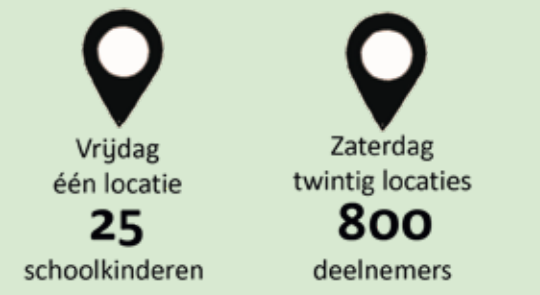 Vrijdag
één locatie
25
schoolkinderen
Zaterdag
twintig locaties
800
deelnemers